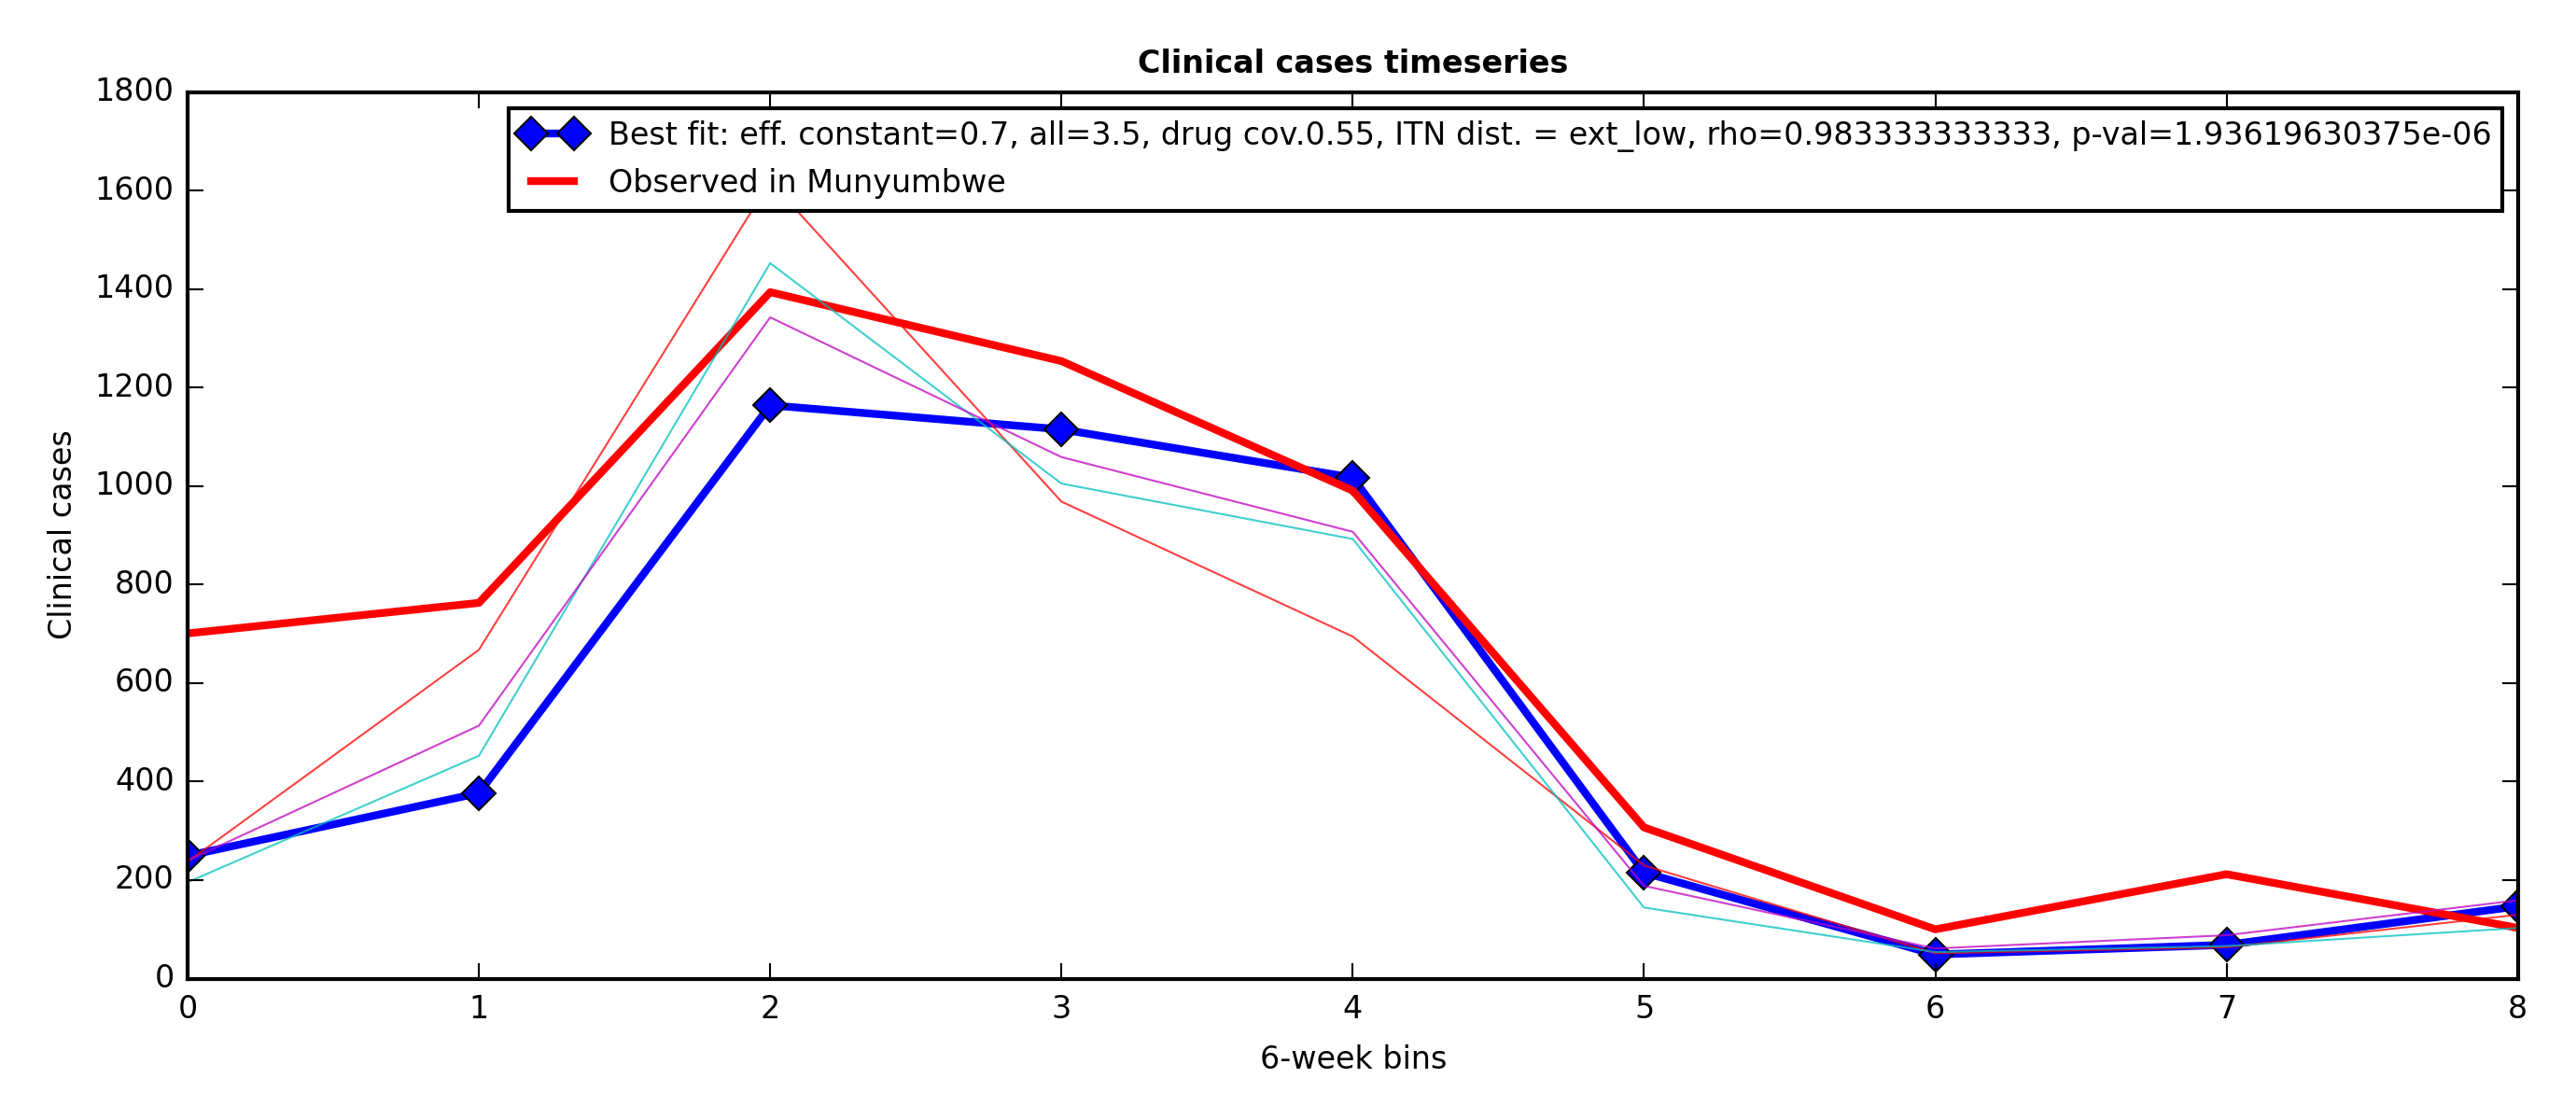 Clinical cases timeseries
Best fit: eff. constant=0.7, all=3.5, drug cov.0.55, ITN dist. = ext_low, rho=0.983333333333, p-val=1.93619630375e-06
Observed in Munyumbwe
Clinical cases
1800
1600
1400
1200
1000
800
600
400
200
0
0 1 2 3 4 5 6 7 8
6-week bins